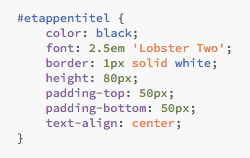 #etappentitel {
    color: black;
    font: 2.5em 'Lobster Two';
    border: 1px solid white;
    height: 80px;
    padding-top: 50px;
    padding-bottom: 50px;
    text-align: center;
}